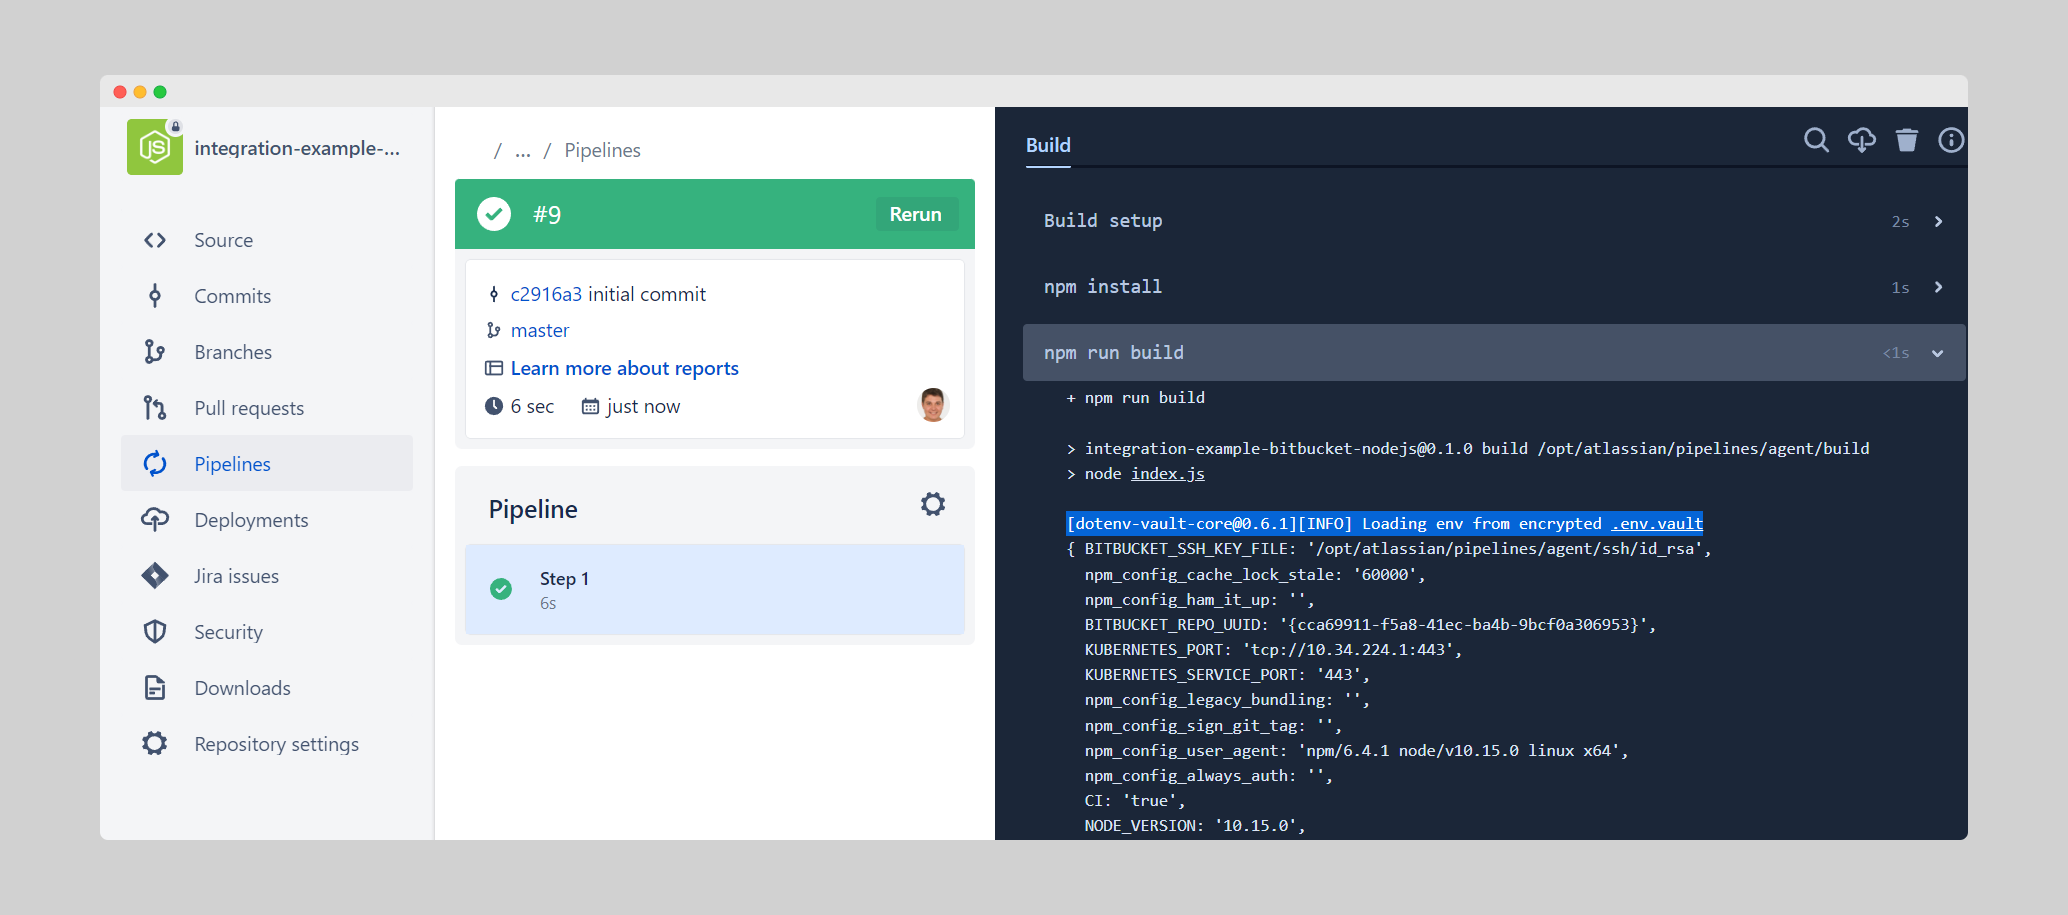 JS
integration-example-...
Source
Commits
Branches
Pull requests
Pipelines
Deployments
Jira issues
Security
Downloads
Repository settings
/ ... / Pipelines
#9
Rerun
c2916a3 initial commit
master
Learn more about reports
6 sec just now
Pipeline
Step 1
6s
Build
Build setup 2s
npm install 1s
npm run build <1s
+ npm run build
> integration-example-bitbucket-nodejs@0.1.0 build /opt/atlassian/pipelines/agent/build
> node index.js
[dotenv-vault-core@0.6.1][INFO] Loading env from encrypted .env.vault
{ BITBUCKET_SSH_KEY_FILE: '/opt/atlassian/pipelines/agent/ssh/id_rsa',
npm_config_cache_lock_stale: '60000',
npm_config_ham_it_up: '',
BITBUCKET_REPO_UUID: '{cca69911-f5a8-41ec-ba4b-9bcf0a306953}',
KUBERNETES_PORT: 'tcp://10.34.224.1:443',
KUBERNETES_SERVICE_PORT: '443',
npm_config_legacy_bundling: '',
npm_config_sign_git_tag: '',
npm_config_user_agent: 'npm/6.4.1 node/v10.15.0 linux x64',
npm_config_always_auth: '',
CI: 'true',
NODE_VERSION: '10.15.0',